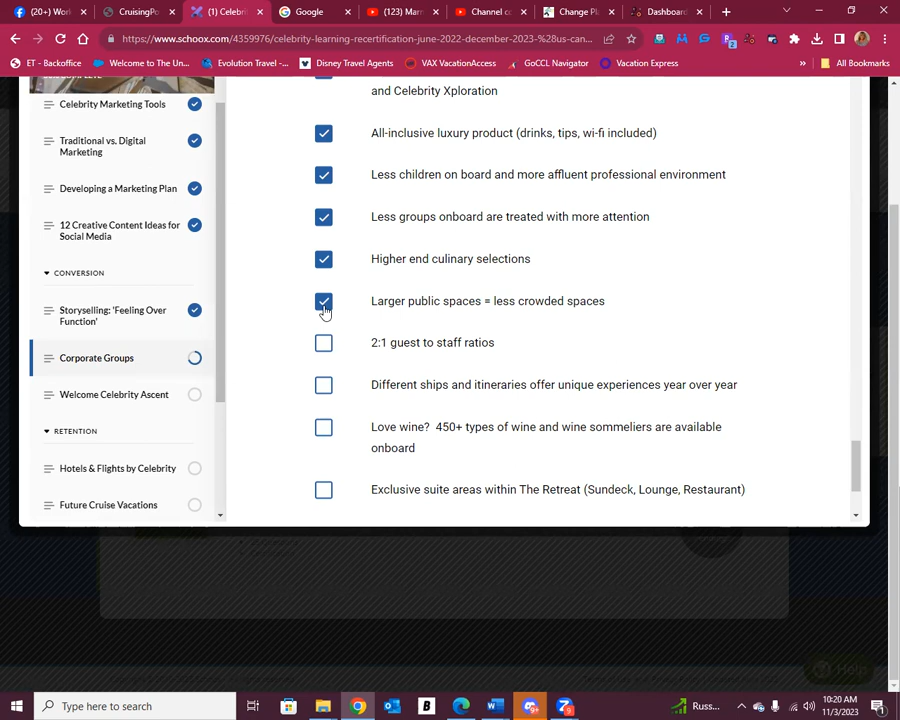 (20+) Work
CruisingPo
(1) Celebri
Google
(123) Mar
Channel co
Change Pl
Dashboard
https://www.schoox.com/4359976/celebrity-learning-recertification-june-2022-december-2023-%28us-can...
2
ET - Backoffice
Welcome to The Un...
Evolution Travel -...
Disney Travel Agents
VAX VacationAccess
GoCCL Navigator
Vacation Express
»
All Bookmarks
and Celebrity Xploration
Celebrity Marketing Tools
All-inclusive luxury product (drinks, tips, wi-fi included)
Traditional vs. Digital
Marketing
Less children on board and more affluent professional environment
Developing a Marketing Plan
Less groups onboard are treated with more attention
12 Creative Content Ideas for
Social Media
Higher end culinary selections
CONVERSION
Larger public spaces = less crowded spaces
Storyselling: 'Feeling Over
Function'
2:1 guest to staff ratios
Corporate Groups
Different ships and itineraries offer unique experiences year over year
Welcome Celebrity Ascent
Love wine? 450+ types of wine and wine sommeliers are available
onboard
RETENTION
Hotels & Flights by Celebrity
Exclusive suite areas within The Retreat (Sundeck, Lounge, Restaurant)
Future Cruise Vacations
Help
Type here to search
Russ...
10:20 AM
11/3/2023